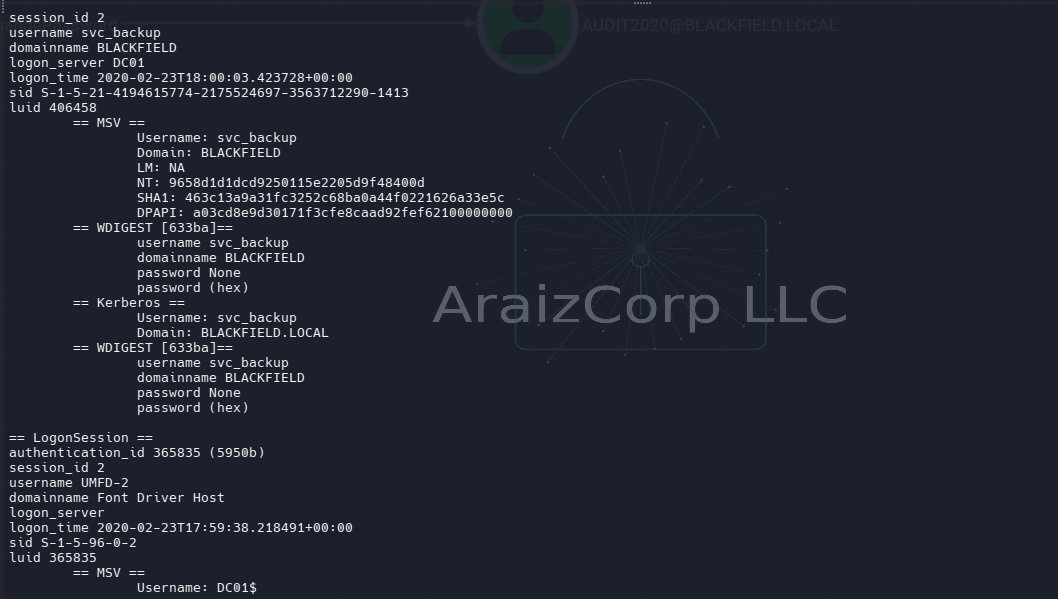 AUDIT2020@BLACKFIELD.LOCAL
session_id 2
username svc_backup
domainname BLACKFIELD
logon_server DC01
logon_time 2020-02-23T18:00:03.423728+00:00
sid S-1-5-21-4194615774-2175524697-3563712290-1413
luid 406458
== MSV ==
Username: svc_backup
Domain: BLACKFIELD
LM: NA
NT: 9658d1d1dcd9250115e2205d9f48400d
SHA1: 463c13a9a31fc3252c68ba0a44f0221626a33e5c
DPAPI: a03cd8e9d30171f3cfe8caad92fef62100000000
== WDIGEST [633ba]==
username svc_backup
domainname BLACKFIELD
password None
password (hex)
== Kerberos ==
Username: svc_backup
Domain: BLACKFIELD.LOCAL
== WDIGEST [633ba]==
username svc_backup
domainname BLACKFIELD
password None
password (hex)
== LogonSession ==
authentication_id 365835 (5950b)
session_id 2
username UMFD-2
domainname Font Driver Host
logon_server
logon_time 2020-02-23T17:59:38.218491+00:00
sid S-1-5-96-0-2
luid 365835
== MSV ==
Username: DC01$
AraizCorp LLC